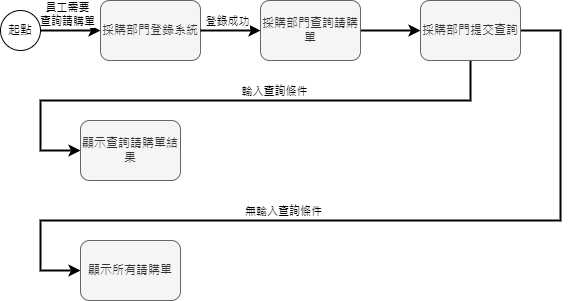 起點
員工需要
查詢請購單
採購部門登錄系統
登錄成功
採購部門查詢請購
單
採購部門提交查詢
輸入查詢條件
顯示查詢請購單結
果
無輸入查詢條件
顯示所有請購單